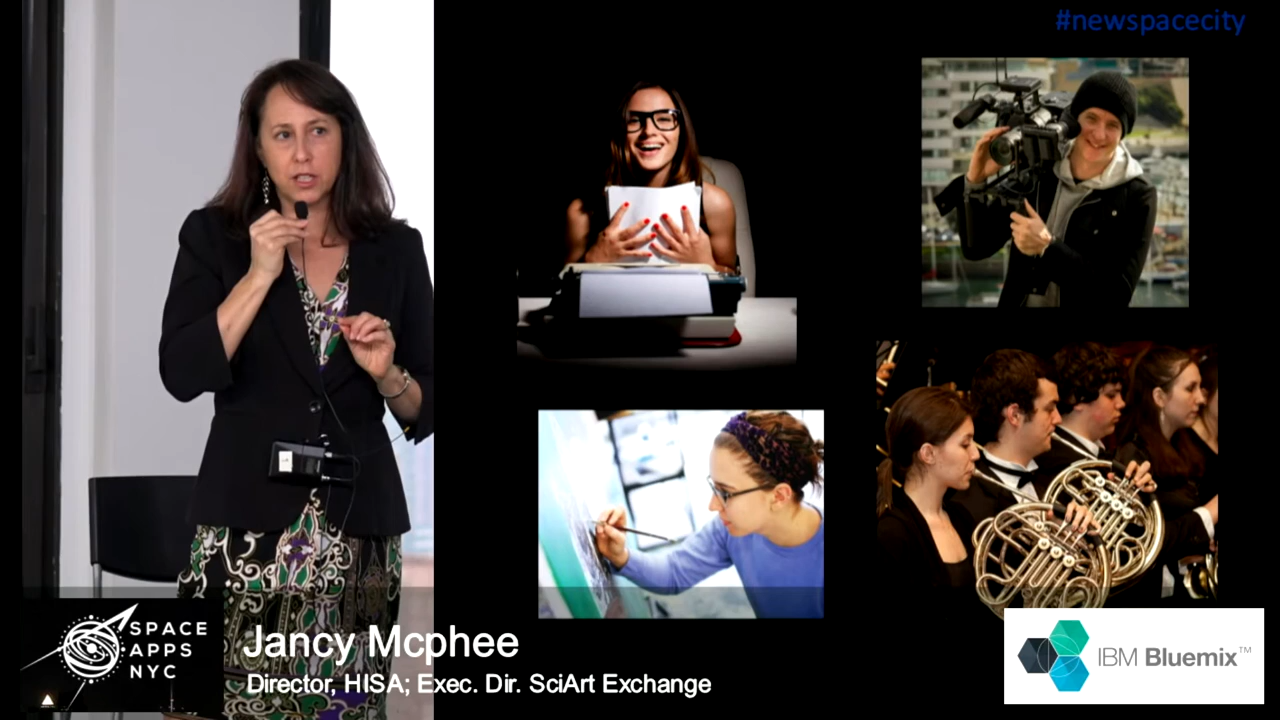 #newspacecity
SPACE
APPS
NYC
Jancy Mcphee
Director, HISA; Exec. Dir. SciArt Exchange
IBM Bluemix™